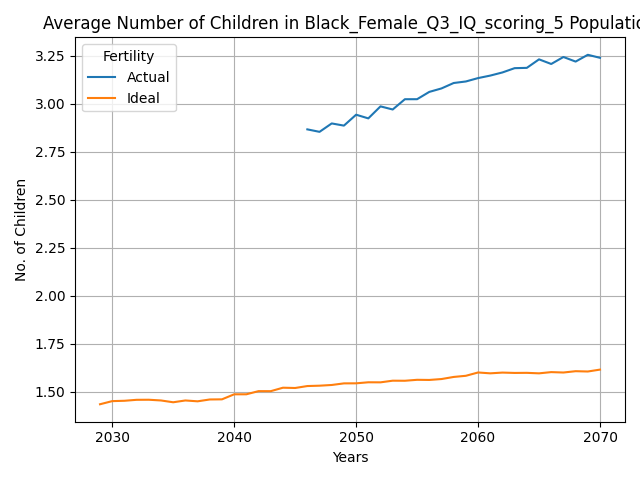 Average Number of Children in Black_Female_Q3_IQ_scoring_5 Populatio
Fertility
Actual
Ideal
3.25
3.00
2.75
2.50
2.25
2.00
1.75
1.50
No. of Children
2030
2040
2050
2060
2070
Years